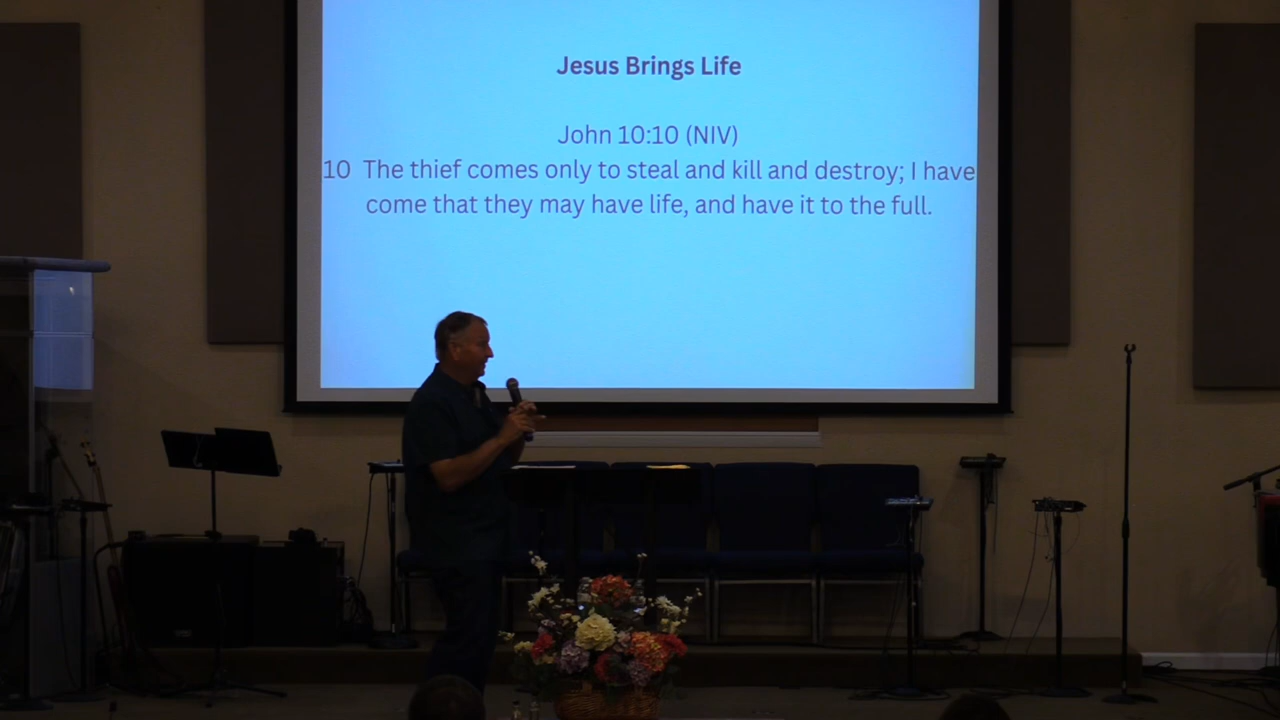 Jesus Brings Life
John 10:10 (NIV)
10 The thief comes only to steal and kill and destroy; I have
come that they may have life, and have it to the full.